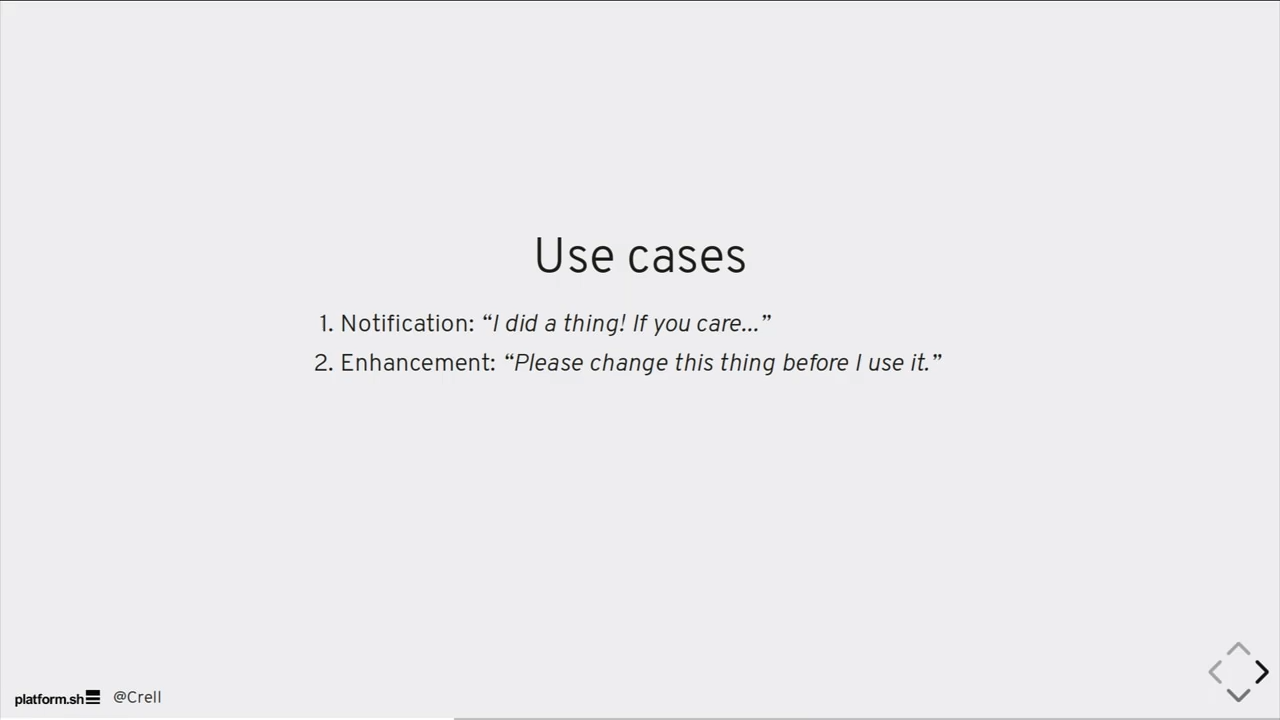 Use cases
1. Notification: “I did a thing! If you care...”
2. Enhancement: “Please change this thing before I use it.”
platform.sh @Crell